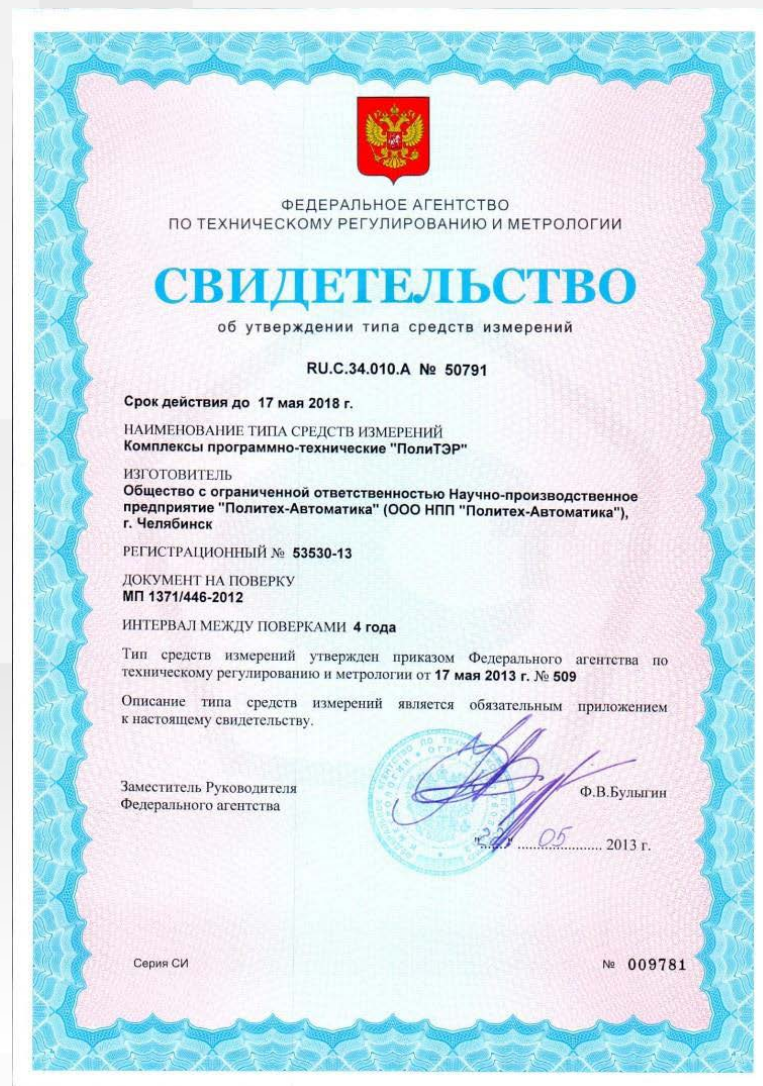 ФЕДЕРАЛЬНОЕ АГЕНТСТВО
ПО ТЕХНИЧЕСКОМУ РЕГУЛИРОВАНИЮ И МЕТРОЛОГИИ
СВИДЕТЕЛЬСТВО
об утверждении типа средств измерений
RU.C.34.010.A № 50791
Срок действия до 17 мая 2018 г.
НАИМЕНОВАНИЕ ТИПА СРЕДСТВ ИЗМЕРЕНИЙ
Комплексы программно-технические "ПолиТЭР"
ИЗГОТОВИТЕЛЬ
Общество с ограниченной ответственностью Научно-производственное
предприятие "Политех-Автоматика" (ООО НПП "Политех-Автоматика"),
г. Челябинск
РЕГИСТРАЦИОННЫЙ № 53530-13
ДОКУМЕНТ НА ПОВЕРКУ
МП 1371/446-2012
ИНТЕРВАЛ МЕЖДУ ПОВЕРКАМИ 4 года
Тип средств измерений утвержден приказом Федерального агентства по
техническому регулированию и метрологии от 17 мая 2013 г. № 509
Описание типа средств измерений является обязательным приложением
к настоящему свидетельству.
Заместитель Руководителя
Федерального агентства
Ф.В.Булыгин
05 2013 г.
Серия СИ
№ 009781